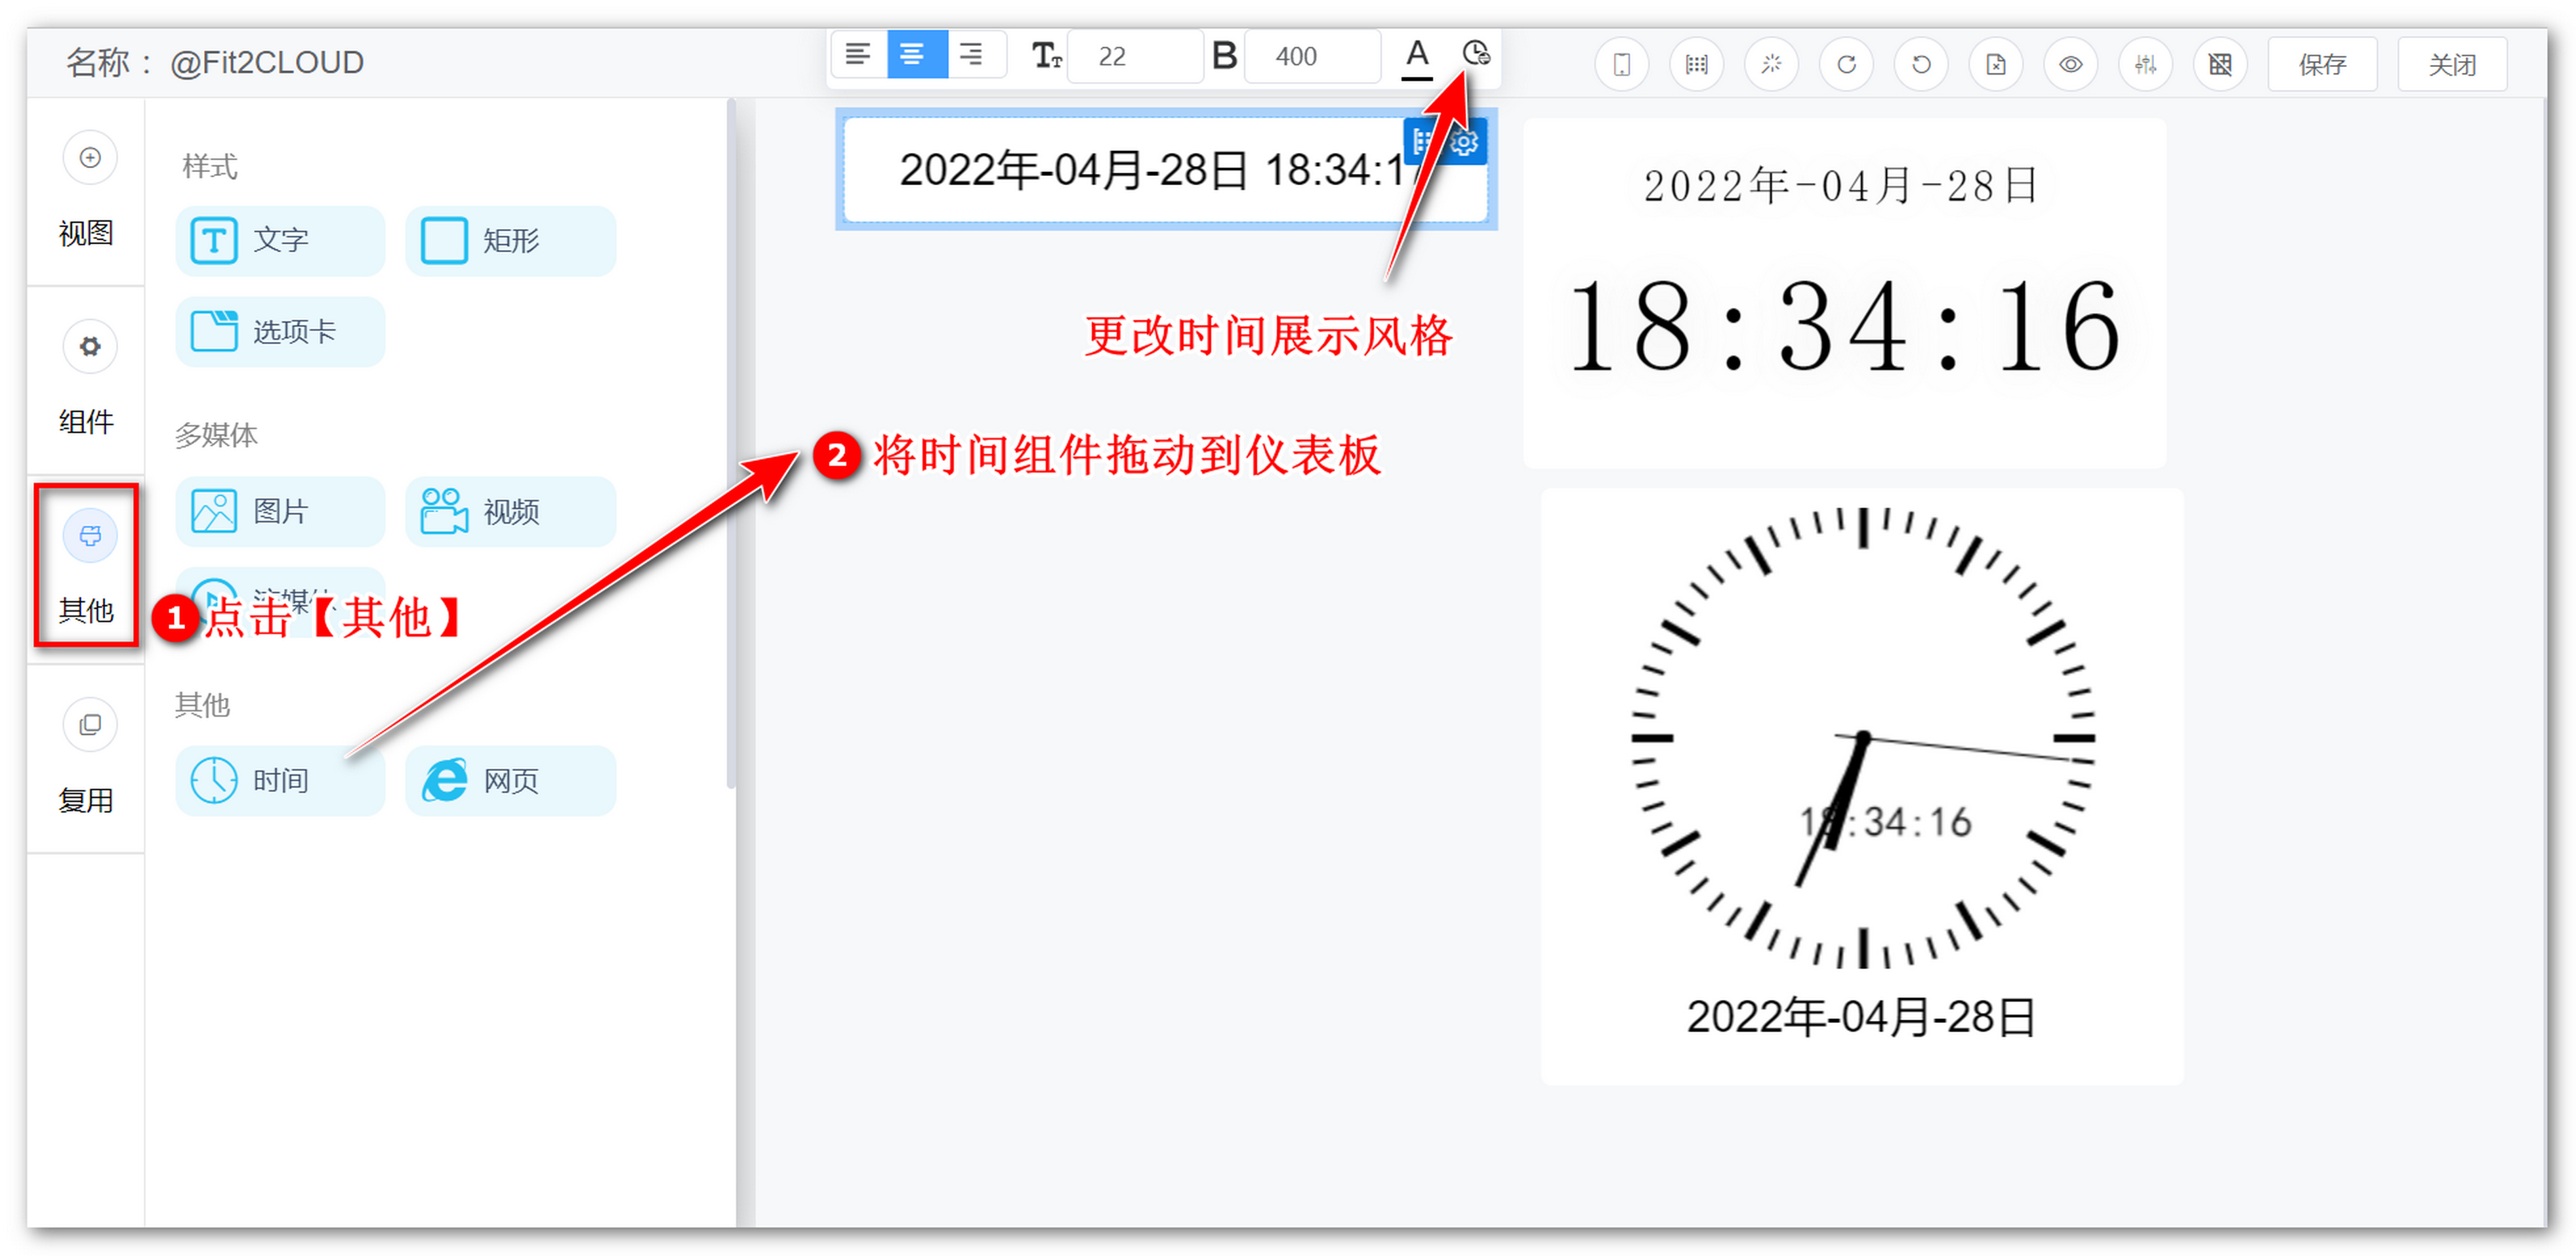 名称： @Fit2CLOUD
22
B
400
A
保存
关闭
视图
组件
其他
复用
样式
文字
矩形
选项卡
多媒体
图片
视频
其他
时间
网页
❶点击【其他】
❷将时间组件拖动到仪表板
更改时间展示风格
2022年-04月-28日 18:34:1
2022年-04月-28日
18:34:16
18:34:16
2022年-04月-28日